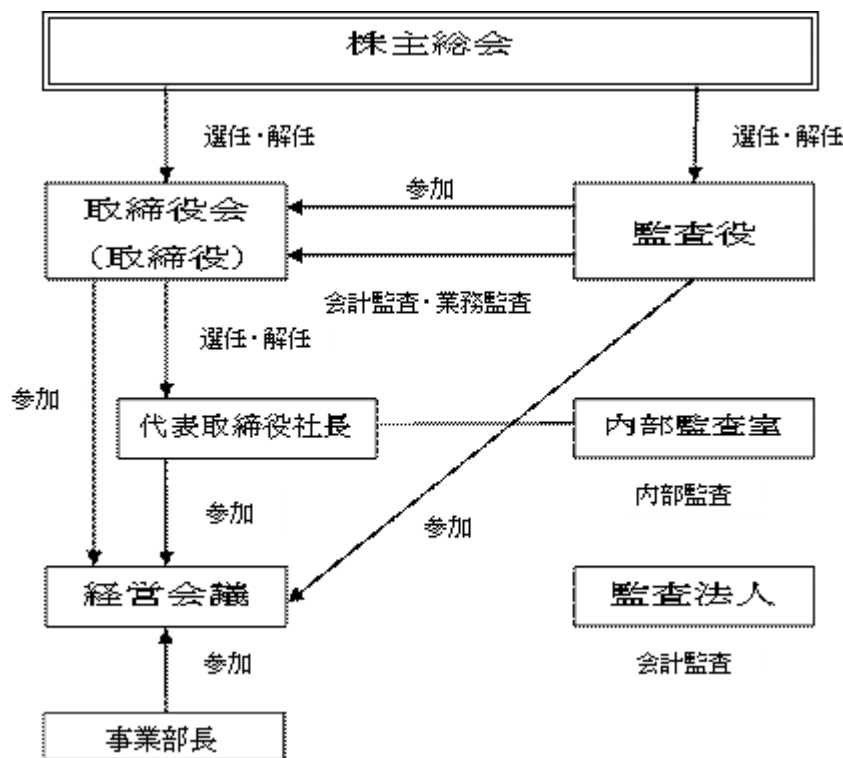 株主総会
選任・解任
選任・解任
取締役会
(取締役)
参加
監査役
会計監査・業務監査
選任・解任
参加
代表取締役社長
内部監査室
内部監査
参加
参加
経営会議
監査法人
会計監査
参加
事業部長